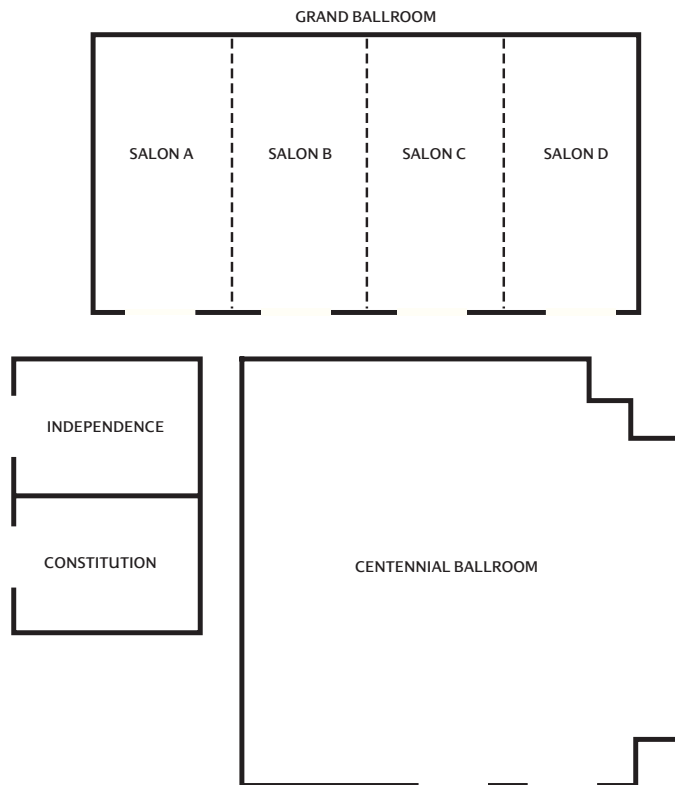 GRAND BALLROOM
SALON A
SALON B
SALON C
SALON D
INDEPENDENCE
CONSTITUTION
CENTENNIAL BALLROOM